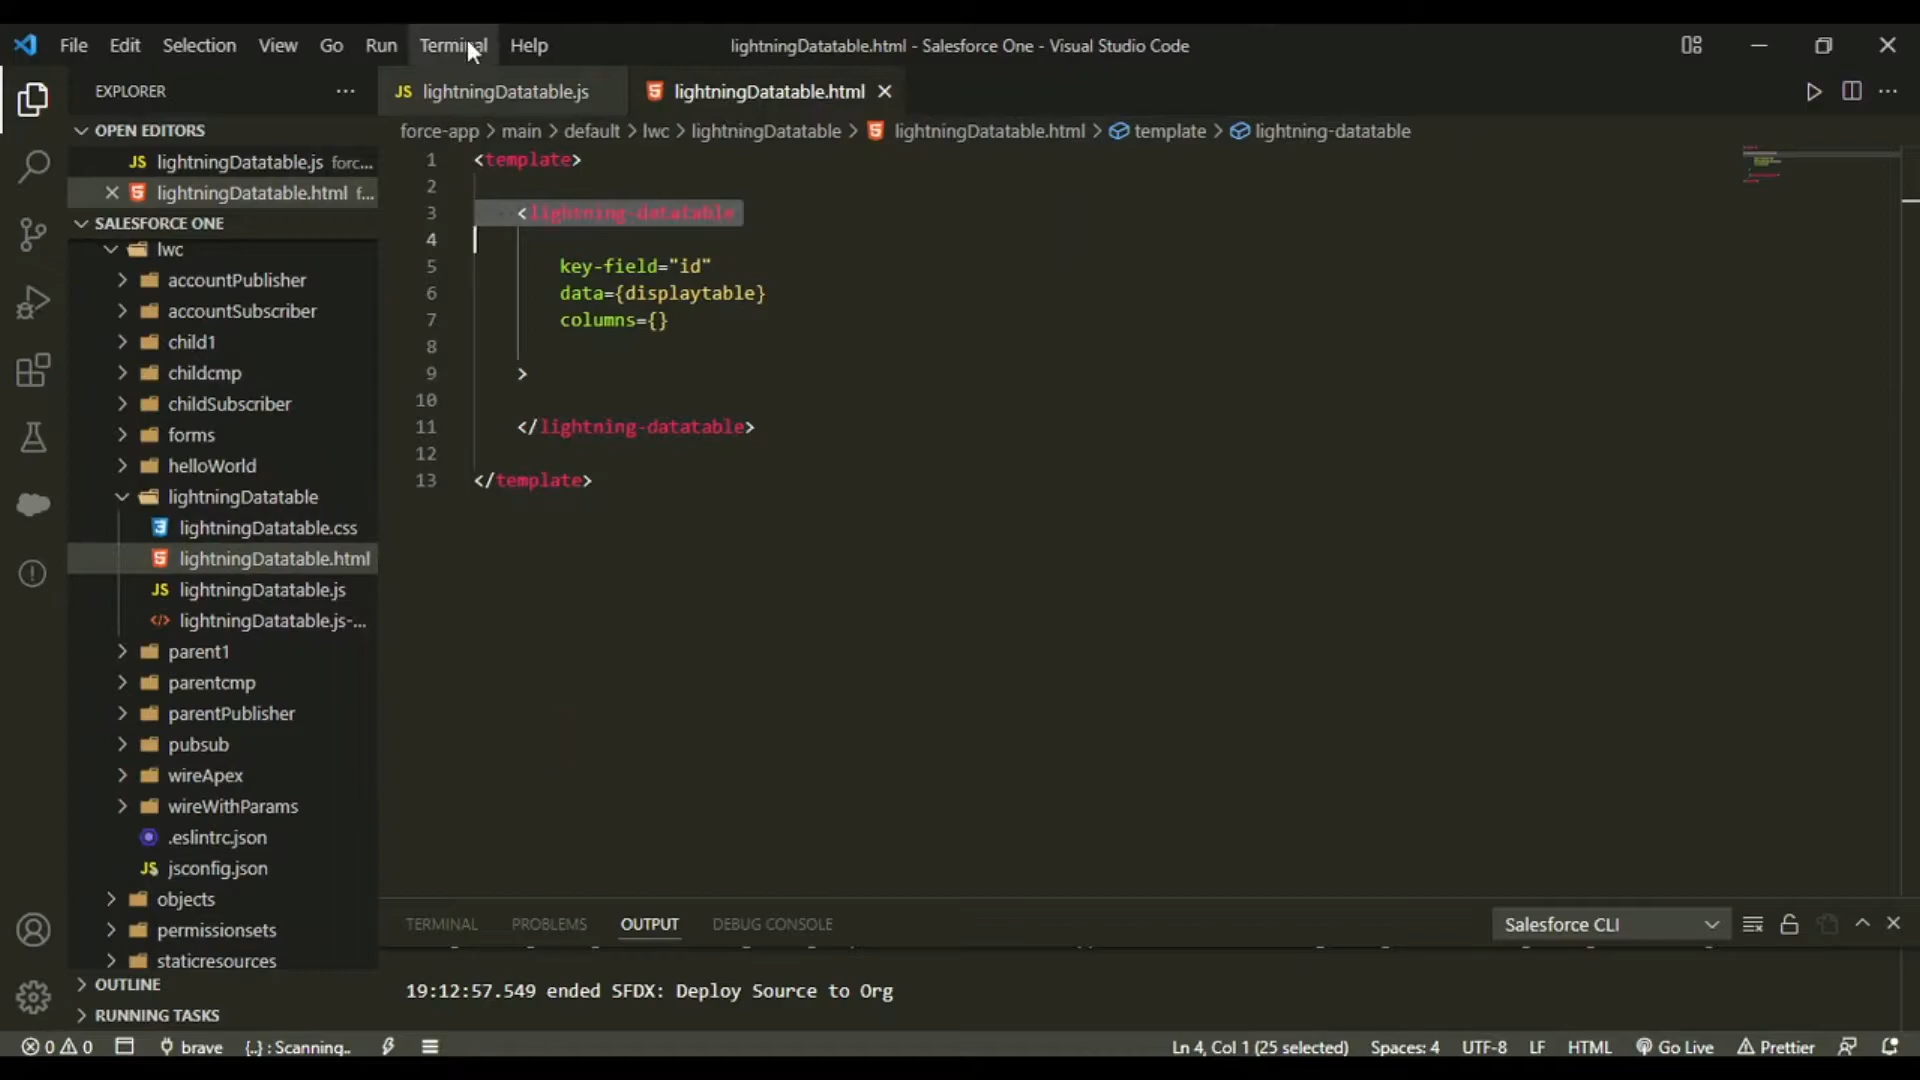 File Edit Selection View Go Run Terminal Help lightningDatatable.html - Salesforce One - Visual Studio Code
EXPLORER
JS lightningDatatable.js lightningDatatable.html
OPEN EDITORS
force-app > main > default > lwc > lightningDatatable > lightningDatatable.html > template > lightning-datatable
JS lightningDatatable.js forc...
lightningDatatable.html f...
SALESFORCE ONE
lwc
accountPublisher
accountSubscriber
child1
childcmp
childSubscriber
forms
helloWorld
lightningDatatable
lightningDatatable.css
lightningDatatable.html
JS lightningDatatable.js
lightningDatatable.js-...
parent1
parentcmp
parentPublisher
pubsub
wireApex
wireWithParams
.eslintrc.json
JS jsconfig.json
objects
permissionsets
staticresources
OUTLINE
RUNNING TASKS
1 <template>
2
3 <lightning-datatable
4
5 key-field="id"
6 data={displaytable}
7 columns={}
8
9 >
10
11 </lightning-datatable>
12
13 </template>
TERMINAL PROBLEMS OUTPUT DEBUG CONSOLE Salesforce CLI
19:12:57.549 ended SFDX: Deploy Source to Org
0 0 brave {..} : Scanning.. Ln 4, Col 1 (25 selected) Spaces: 4 UTF-8 LF HTML Go Live Prettier